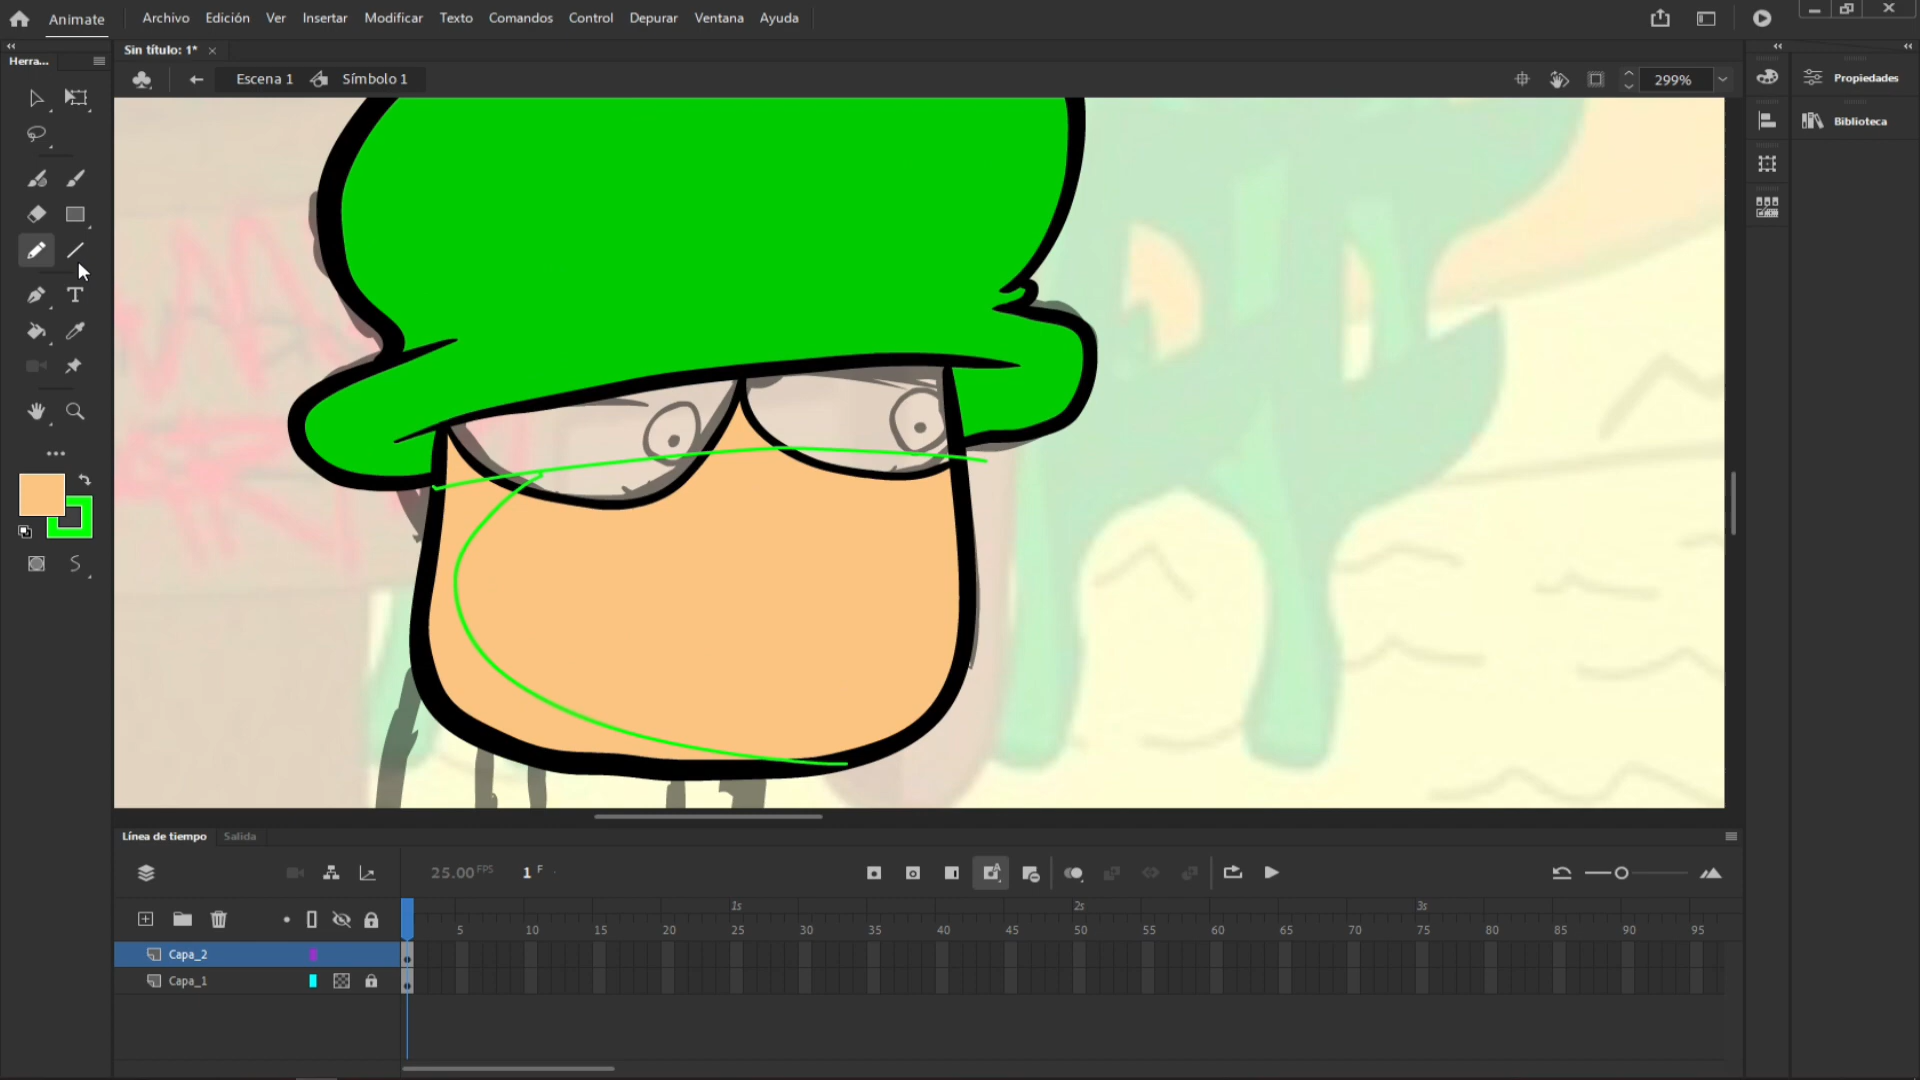 Animate
Archivo Edición Ver Insertar Modificar Texto Comandos Control Depurar Ventana Ayuda
Herra...
Sin título: 1*
Escena 1 Símbolo 1
299%
Propiedades
Biblioteca
T
Línea de tiempo Salida
25.00 FPS 1 F
1s 2s 3s
5 10 15 20 25 30 35 40 45 50 55 60 65 70 75 80 85 90 95
Capa_2
Capa_1